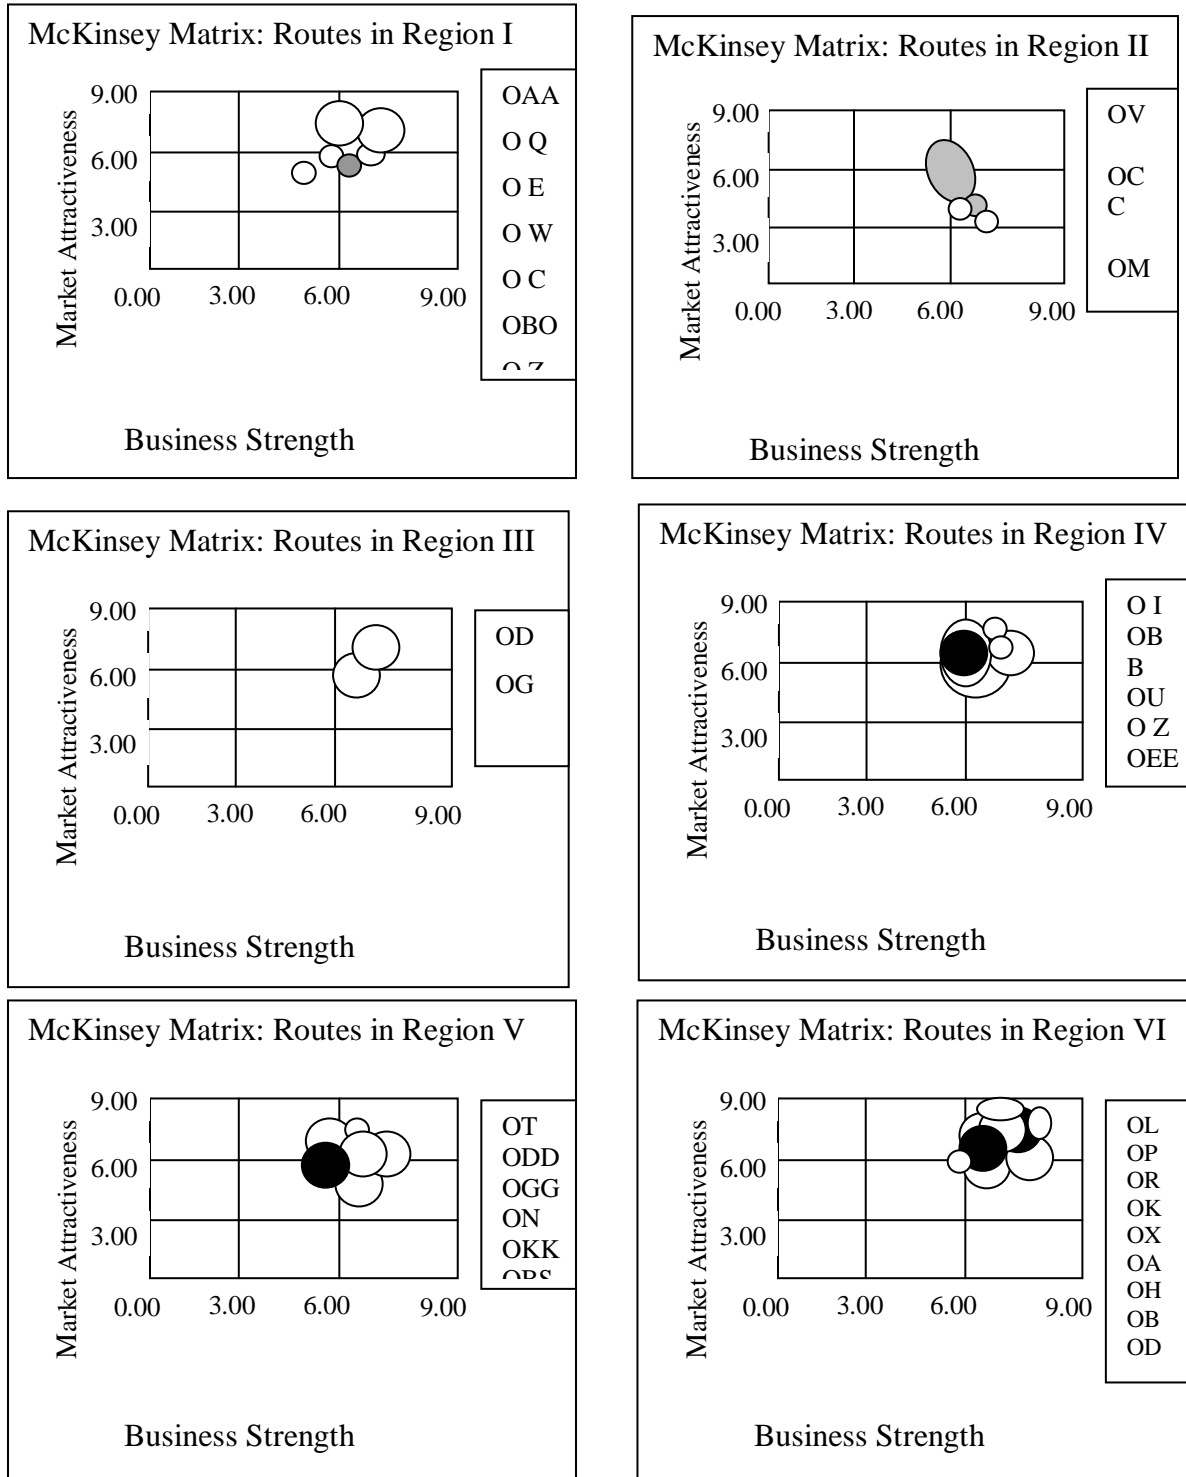 McKinsey Matrix: Routes in Region I
Market Attractiveness
9.00
6.00
3.00
0.00 3.00 6.00 9.00
Business Strength
OAA
O Q
O E
O W
O C
OBO
McKinsey Matrix: Routes in Region II
Market Attractiveness
9.00
6.00
3.00
0.00 3.00 6.00 9.00
Business Strength
OV
OC
C
OM
McKinsey Matrix: Routes in Region III
Market Attractiveness
9.00
6.00
3.00
0.00 3.00 6.00 9.00
Business Strength
OD
OG
McKinsey Matrix: Routes in Region IV
Market Attractiveness
9.00
6.00
3.00
0.00 3.00 6.00 9.00
Business Strength
O I
OB
B
OU
O Z
OEE
McKinsey Matrix: Routes in Region V
Market Attractiveness
9.00
6.00
3.00
0.00 3.00 6.00 9.00
Business Strength
OT
ODD
OGG
ON
OKK
McKinsey Matrix: Routes in Region VI
Market Attractiveness
9.00
6.00
3.00
0.00 3.00 6.00 9.00
Business Strength
OL
OP
OR
OK
OX
OA
OH
OB
OD